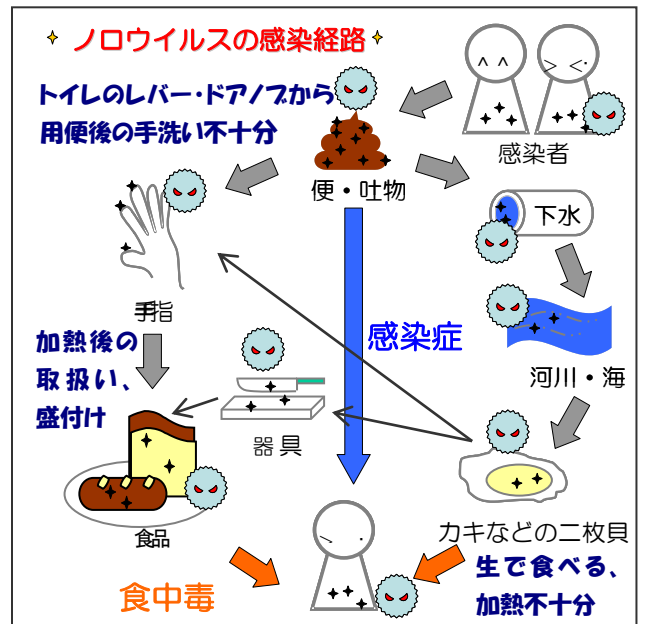 ノロウイルスの感染経路
トイレのレバー・ドアノブから
用便後の手洗い不十分
感染者
便・吐物
下水
手指
感染症
加熱後の
取扱い、
盛付け
河川・海
器具
食品
カキなどの二枚貝
食中毒
生で食べる、
加熱不十分